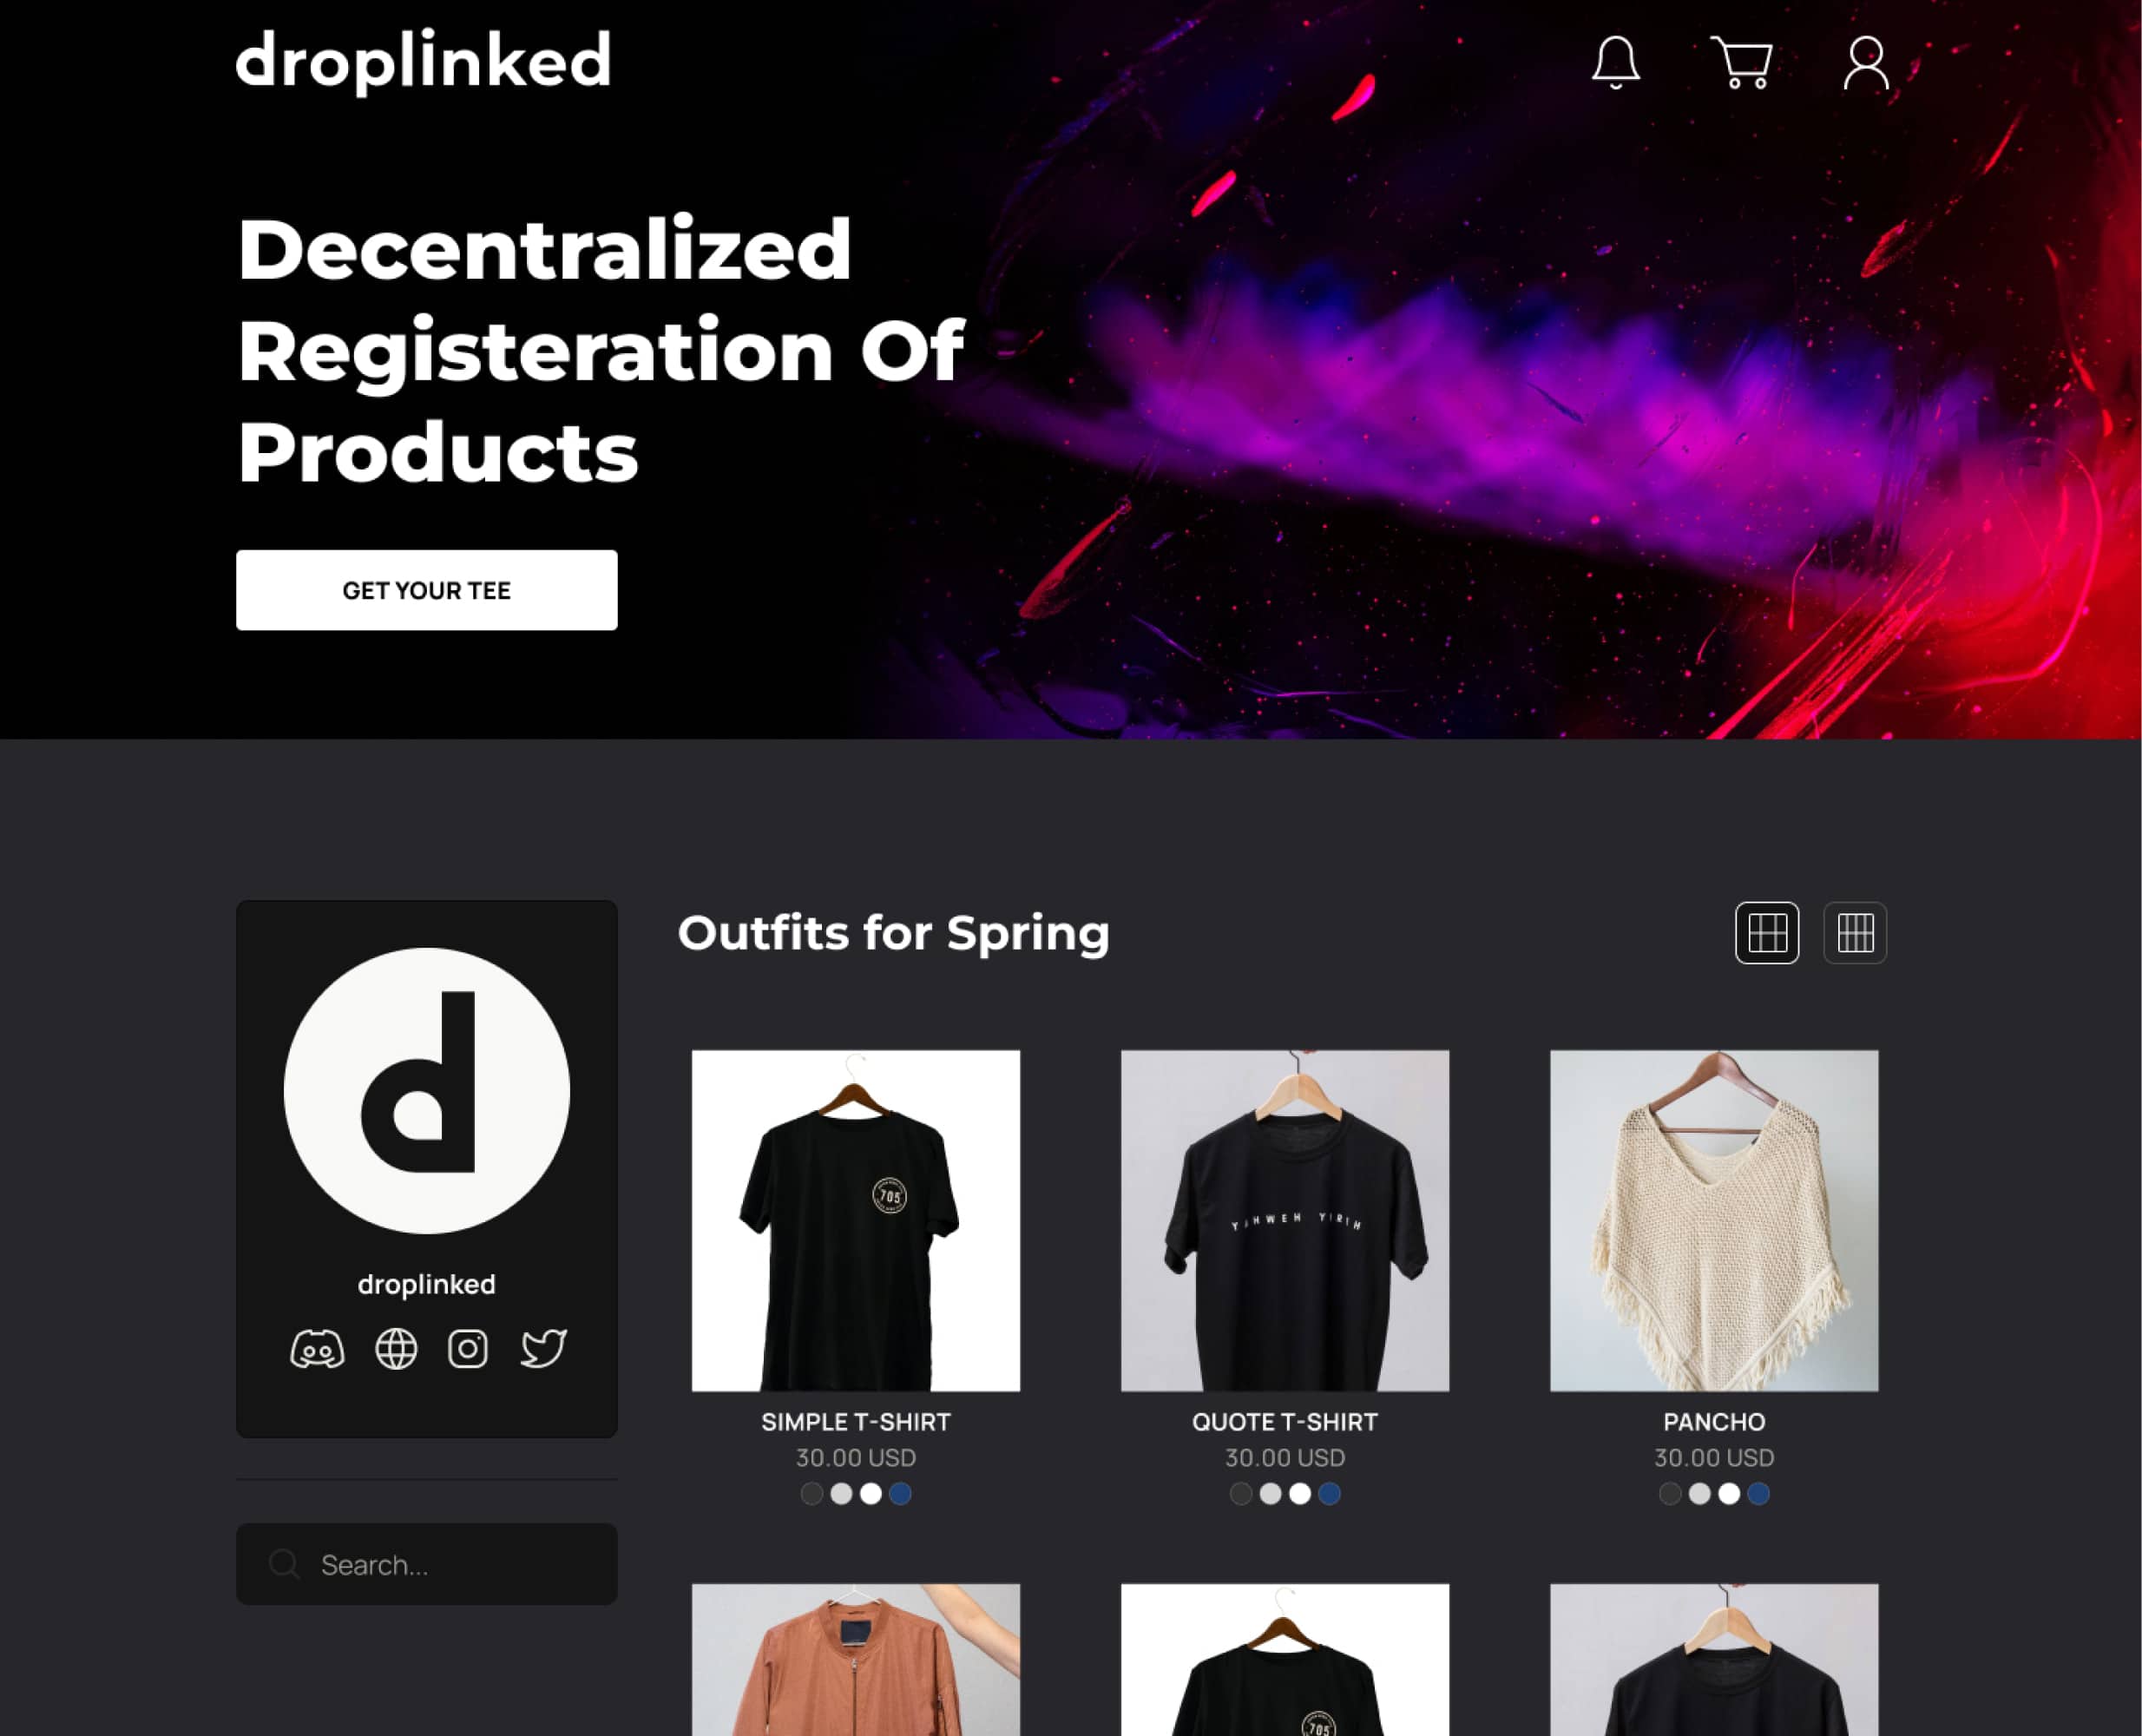 droplinked
Decentralized
Registeration Of
Products
GET YOUR TEE
droplinked
Search...
Outfits for Spring
705
YAHWEH YIRIH
SIMPLE T-SHIRT
QUOTE T-SHIRT
PANCHO
30.00 USD
30.00 USD
30.00 USD
705